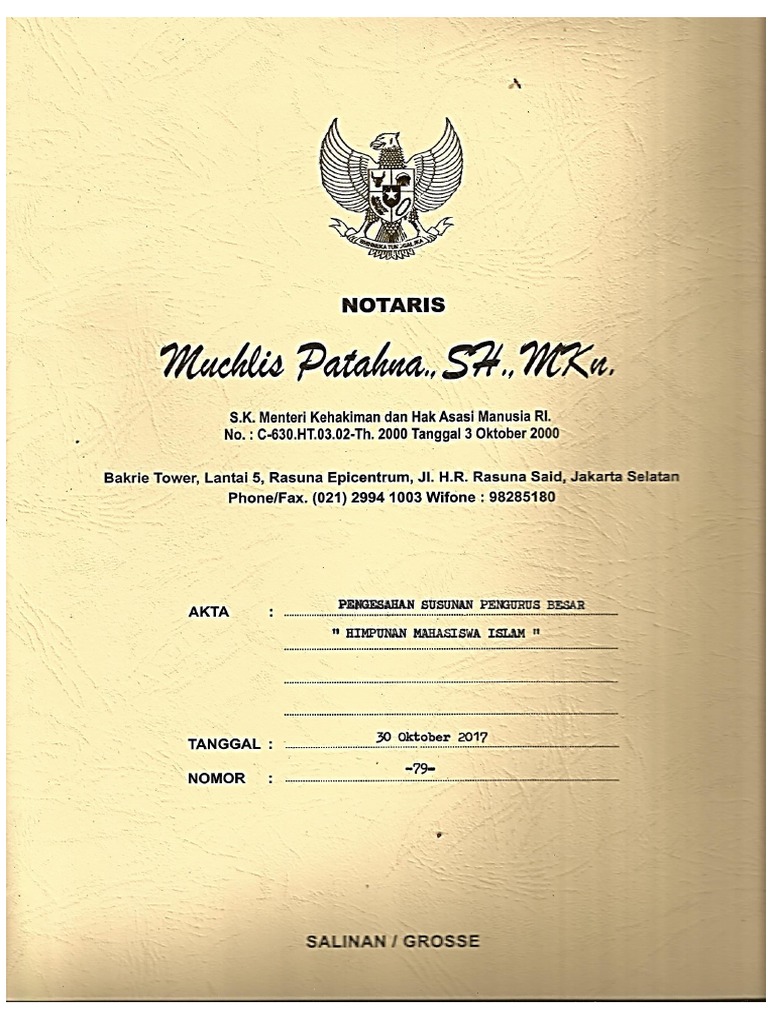 BHINNEKA TUNGGAL IKA
NOTARIS
Muchlis Patahna., SH., MKn.
S.K. Menteri Kehakiman dan Hak Asasi Manusia RI.
No. : C-630.HT.03.02-Th. 2000 Tanggal 3 Oktober 2000
Bakrie Tower, Lantai 5, Rasuna Epicentrum, Jl. H.R. Rasuna Said, Jakarta Selatan
Phone/Fax. (021) 2994 1003 Wifone : 98285180
AKTA : PENGESAHAN SUSUNAN PENGURUS BESAR
" HIMPUNAN MAHASISWA ISLAM "
TANGGAL : 30 Oktober 2017
NOMOR : -79-
SALINAN / GROSSE